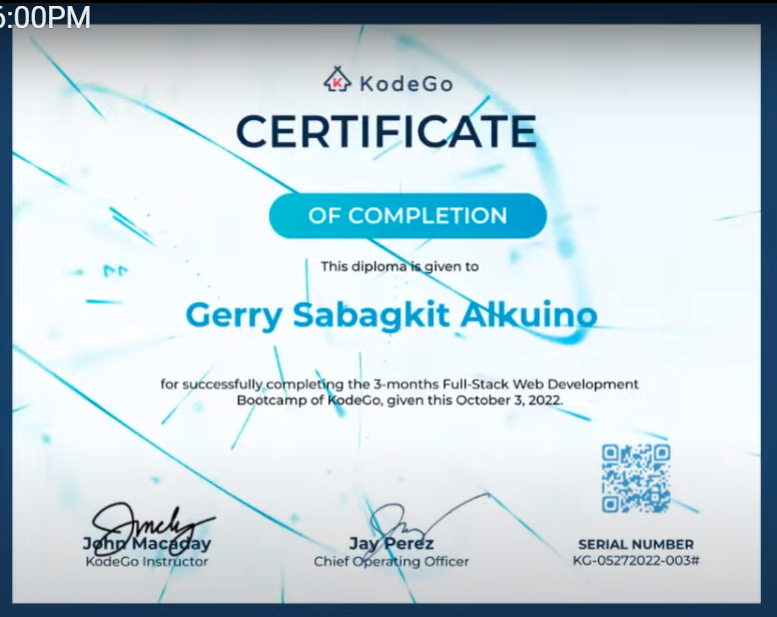 6:00PM
KodeGo
CERTIFICATE
OF COMPLETION
This diploma is given to
Gerry Sabagkit Alkuino
for successfully completing the 3-months Full-Stack Web Development
Bootcamp of KodeGo, given this October 3, 2022.
John Macaday
KodeGo Instructor
Jay Perez
Chief Operating Officer
SERIAL NUMBER
KG-05272022-003#